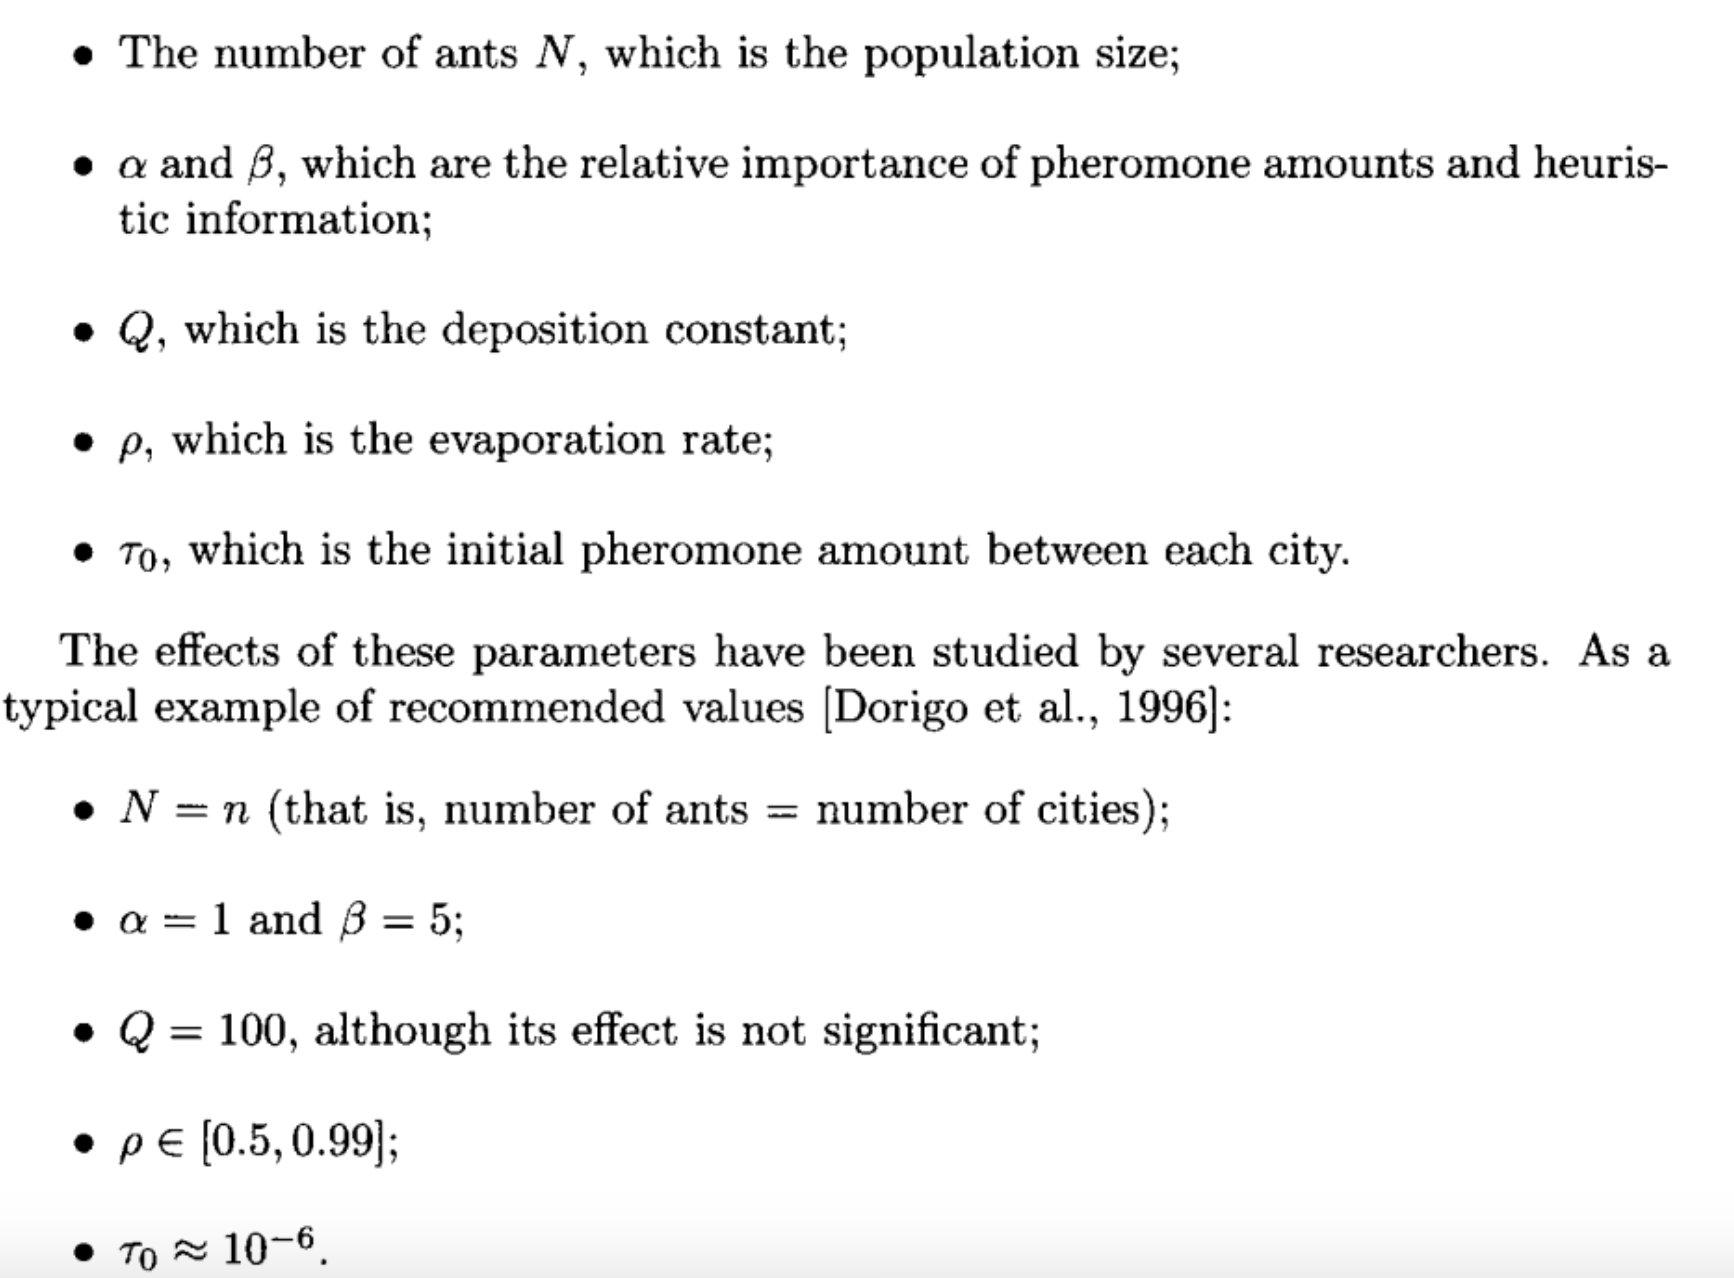 • The number of ants N, which is the population size;
• α and β, which are the relative importance of pheromone amounts and heuris-
tic information;
• Q, which is the deposition constant;
• ρ, which is the evaporation rate;
• τ₀, which is the initial pheromone amount between each city.
The effects of these parameters have been studied by several researchers. As a
typical example of recommended values [Dorigo et al., 1996]:
• N = n (that is, number of ants = number of cities);
• α = 1 and β = 5;
• Q = 100, although its effect is not significant;
• ρ ∈ [0.5, 0.99];
• τ₀ ≈ 10⁻⁶.